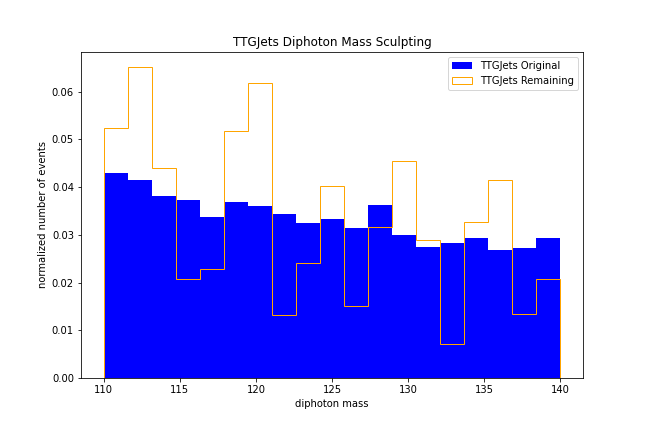 TTGJets Diphoton Mass Sculpting
TTGJets Original
TTGJets Remaining
normalized number of events
0.06
0.05
0.04
0.03
0.02
0.01
0.00
110
115
120
125
130
135
140
diphoton mass